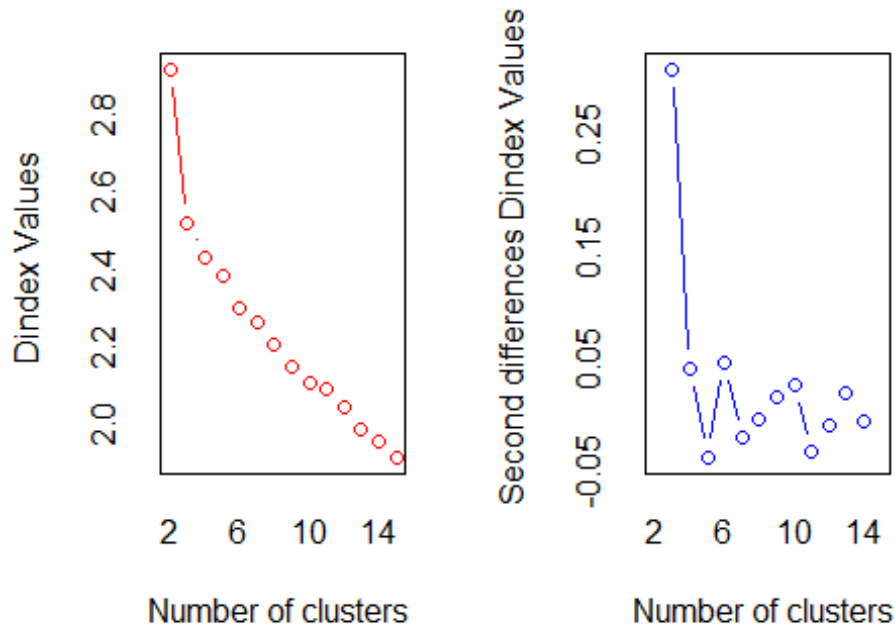 Dindex Values
2.0 2.2 2.4 2.6 2.8
2 6 10 14
Number of clusters
Second differences Dindex Values
-0.05 0.05 0.15 0.25
2 6 10 14
Number of clusters